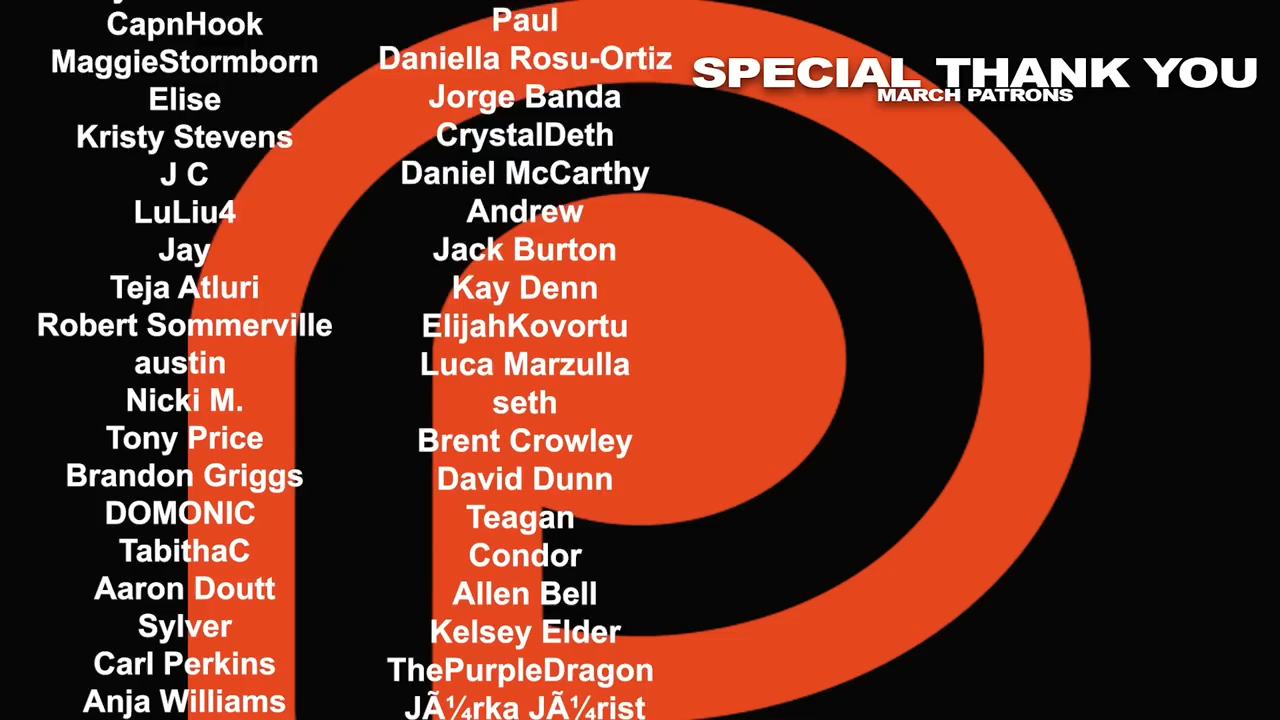 CapnHook
MaggieStormborn
Elise
Kristy Stevens
J C
LuLiu4
Jay
Teja Atluri
Robert Sommerville
austin
Nicki M.
Tony Price
Brandon Griggs
DOMONIC
TabithaC
Aaron Doutt
Sylver
Carl Perkins
Anja Williams
Paul
Daniella Rosu-Ortiz
Jorge Banda
CrystalDeth
Daniel McCarthy
Andrew
Jack Burton
Kay Denn
ElijahKovortu
Luca Marzulla
seth
Brent Crowley
David Dunn
Teagan
Condor
Allen Bell
Kelsey Elder
ThePurpleDragon
JÃ¼rka JÃ¼rist
SPECIAL THANK YOU
MARCH PATRONS